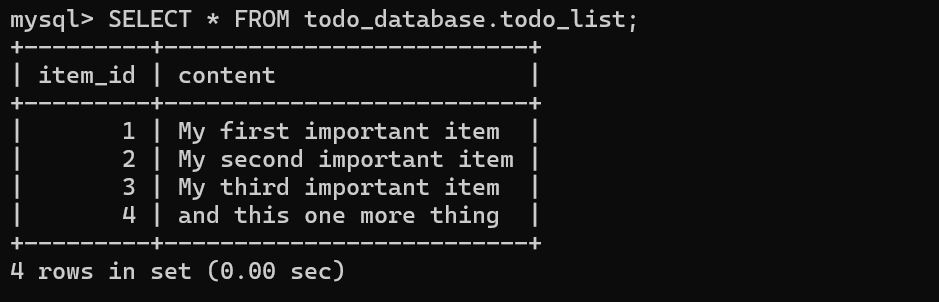 mysql> SELECT * FROM todo_database.todo_list;
+---------+--------------------------+
| item_id | content                  |
+---------+--------------------------+
|       1 | My first important item  |
|       2 | My second important item |
|       3 | My third important item  |
|       4 | and this one more thing  |
+---------+--------------------------+
4 rows in set (0.00 sec)